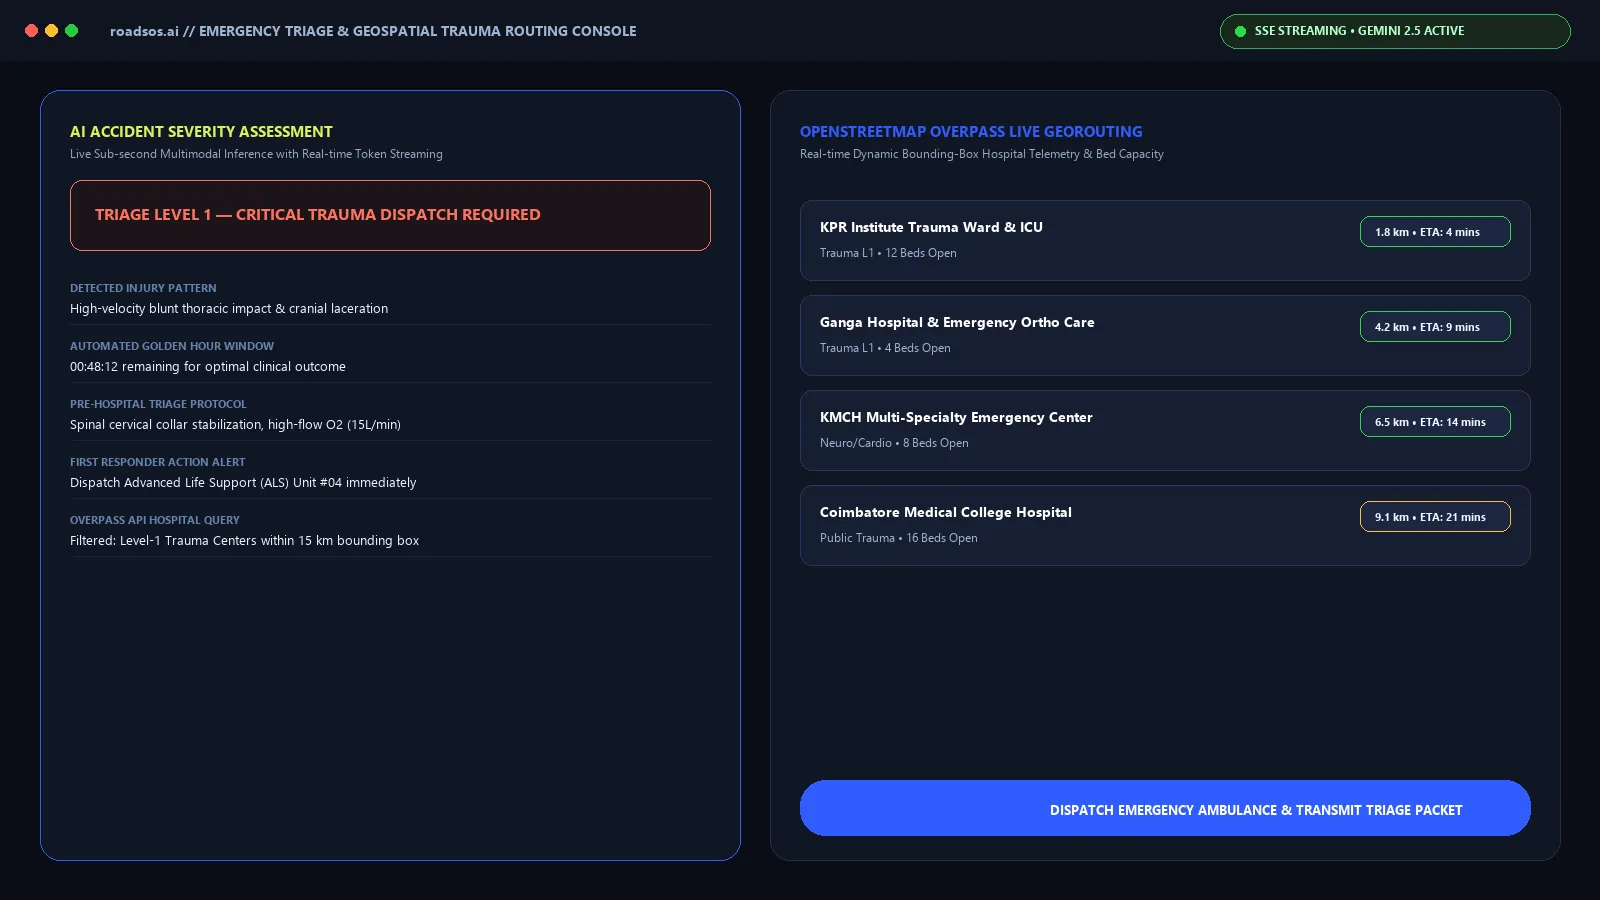 roadsos.ai // EMERGENCY TRIAGE & GEOSPATIAL TRAUMA ROUTING CONSOLE
SSE STREAMING • GEMINI 2.5 ACTIVE
AI ACCIDENT SEVERITY ASSESSMENT
Live Sub-second Multimodal Inference with Real-time Token Streaming
TRIAGE LEVEL 1 — CRITICAL TRAUMA DISPATCH REQUIRED
DETECTED INJURY PATTERN
High-velocity blunt thoracic impact & cranial laceration
AUTOMATED GOLDEN HOUR WINDOW
00:48:12 remaining for optimal clinical outcome
PRE-HOSPITAL TRIAGE PROTOCOL
Spinal cervical collar stabilization, high-flow O2 (15L/min)
FIRST RESPONDER ACTION ALERT
Dispatch Advanced Life Support (ALS) Unit #04 immediately
OVERPASS API HOSPITAL QUERY
Filtered: Level-1 Trauma Centers within 15 km bounding box
OPENSTREETMAP OVERPASS LIVE GEOROUTING
Real-time Dynamic Bounding-Box Hospital Telemetry & Bed Capacity
KPR Institute Trauma Ward & ICU
1.8 km • ETA: 4 mins
Trauma L1 • 12 Beds Open
Ganga Hospital & Emergency Ortho Care
4.2 km • ETA: 9 mins
Trauma L1 • 4 Beds Open
KMCH Multi-Specialty Emergency Center
6.5 km • ETA: 14 mins
Neuro/Cardio • 8 Beds Open
Coimbatore Medical College Hospital
9.1 km • ETA: 21 mins
Public Trauma • 16 Beds Open
DISPATCH EMERGENCY AMBULANCE & TRANSMIT TRIAGE PACKET